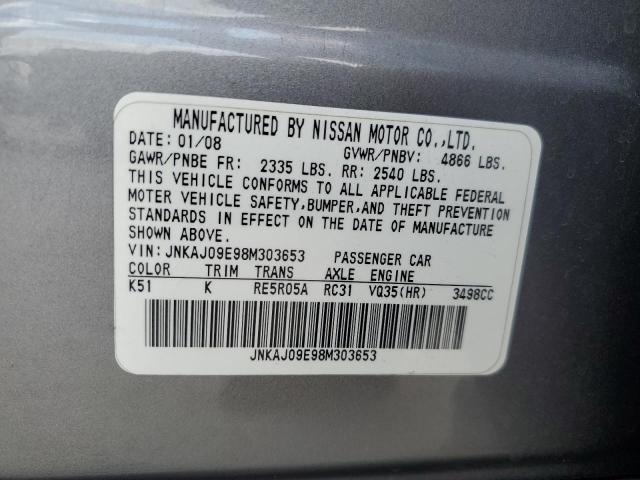 MANUFACTURED BY NISSAN MOTOR CO.,LTD.
DATE: 01/08 GVWR/PNBV: 4866 LBS.
GAWR/PNBE FR: 2335 LBS. RR: 2540 LBS.
THIS VEHICLE CONFORMS TO ALL APPLICABLE FEDERAL
MOTER VEHICLE SAFETY,BUMPER,AND THEFT PREVENTION
STANDARDS IN EFFECT ON THE DATE OF MANUFACTURE
SHOWN ABOVE.
VIN: JNKAJ09E98M303653 PASSENGER CAR
COLOR TRIM TRANS AXLE ENGINE
K51 K RE5R05A RC31 VQ35(HR) 3498CC
JNKAJ09E98M303653